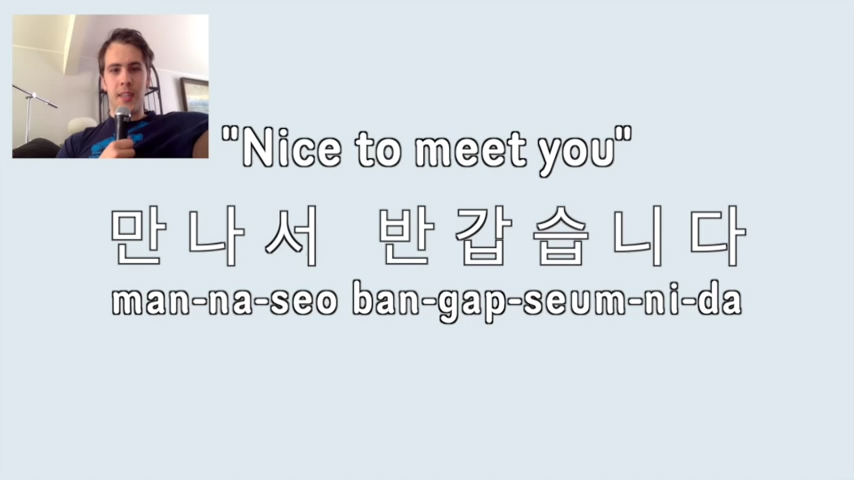 "Nice to meet you"
만나서 반갑습니다
man-na-seo ban-gap-seum-ni-da